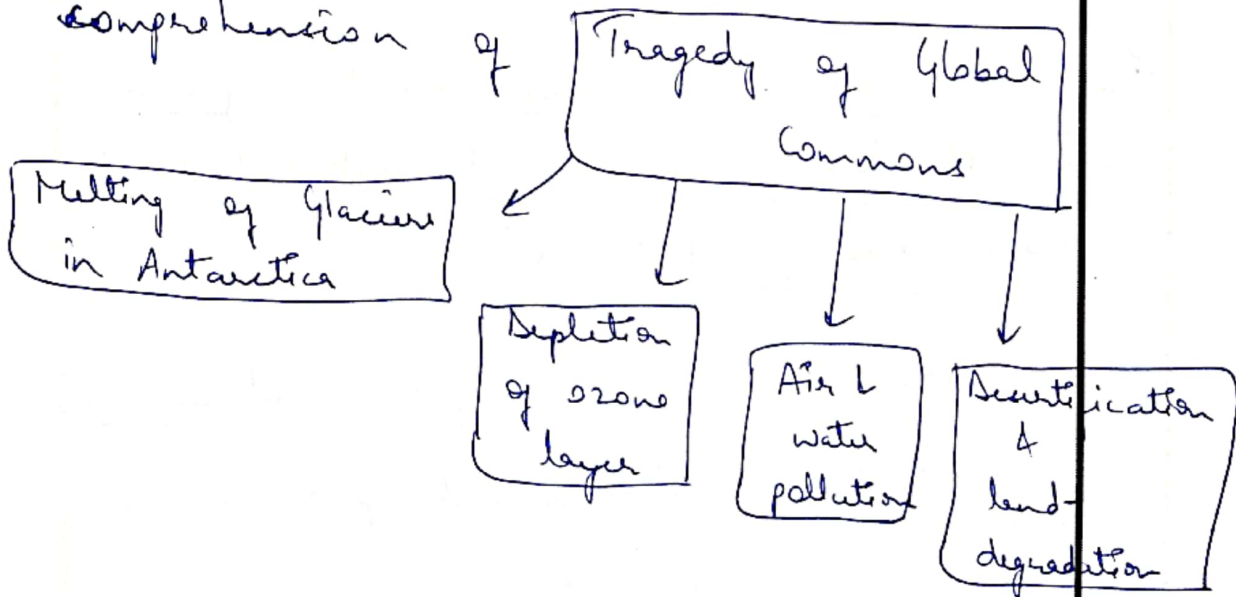 comprehension of
Tragedy of Global
Commons
Melting of Glaciers
in Antarctica
Depletion
of ozone
layer
Air &
water
pollution
Desertification
&
land-
degradation